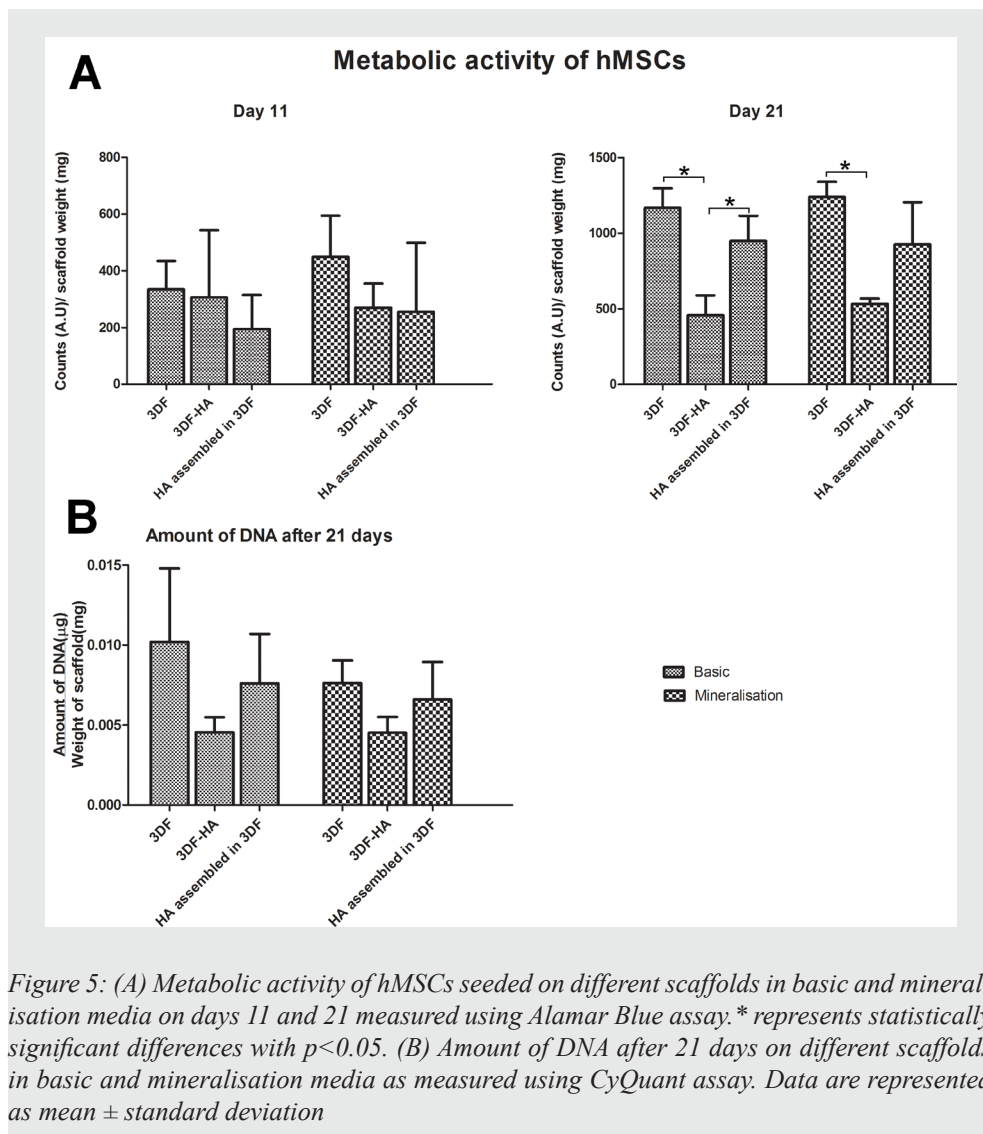 A
Metabolic activity of hMSCs
Day 11
Counts (A.U)/ scaffold weight (mg)
800
600
400
200
0
3DF
3DF-HA
HA assembled in 3DF
3DF
3DF-HA
HA assembled in 3DF
Day 21
Counts (A.U)/ scaffold weight (mg)
1500
1000
500
0
*
*
*
3DF
3DF-HA
HA assembled in 3DF
3DF
3DF-HA
HA assembled in 3DF
B
Amount of DNA after 21 days
Amount of DNA(µg)
Weight of scaffold(mg)
0.015
0.010
0.005
0.000
3DF
3DF-HA
HA assembled in 3DF
3DF
3DF-HA
HA assembled in 3DF
Basic
Mineralisation
Figure 5: (A) Metabolic activity of hMSCs seeded on different scaffolds in basic and mineral-
isation media on days 11 and 21 measured using Alamar Blue assay.* represents statistically
significant differences with p<0.05. (B) Amount of DNA after 21 days on different scaffolds
in basic and mineralisation media as measured using CyQuant assay. Data are represented
as mean ± standard deviation